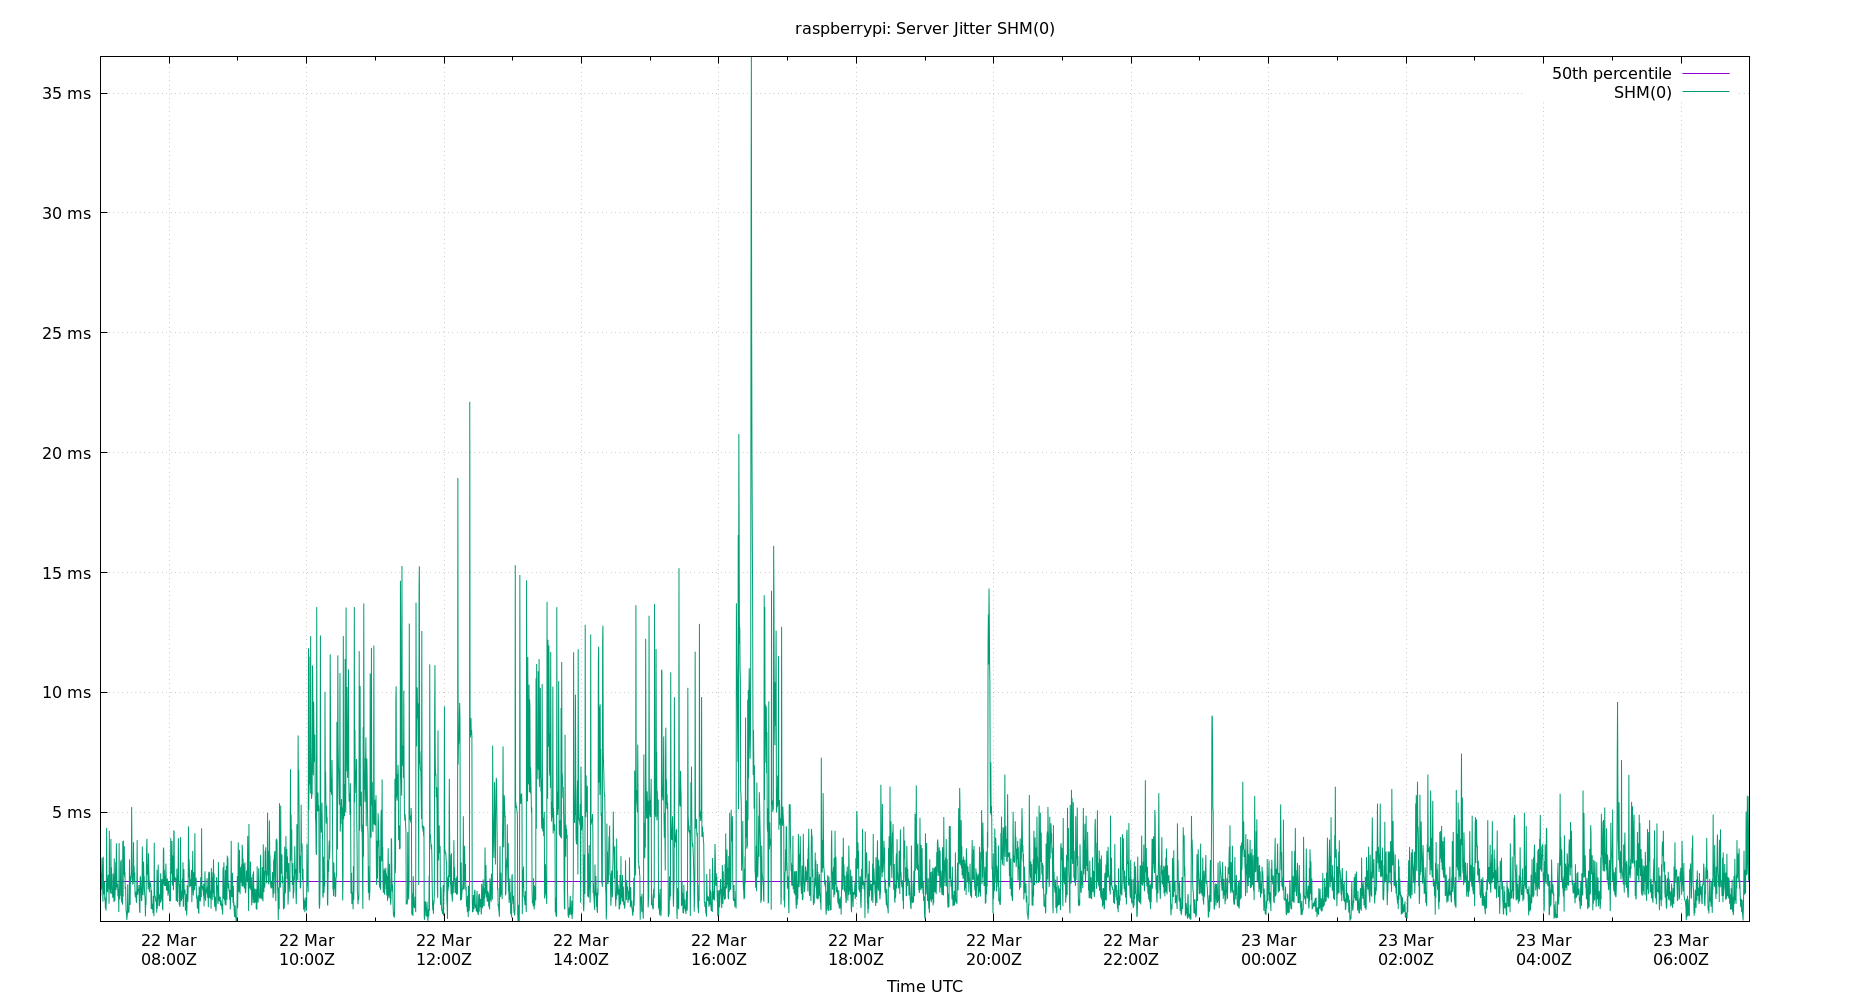 raspberrypi: Server Jitter SHM(0)
50th percentile
SHM(0)
35 ms
30 ms
25 ms
20 ms
15 ms
10 ms
5 ms
22 Mar 22 Mar 22 Mar 22 Mar 22 Mar 22 Mar 22 Mar 22 Mar 23 Mar 23 Mar 23 Mar 23 Mar
08:00Z 10:00Z 12:00Z 14:00Z 16:00Z 18:00Z 20:00Z 22:00Z 00:00Z 02:00Z 04:00Z 06:00Z
Time UTC